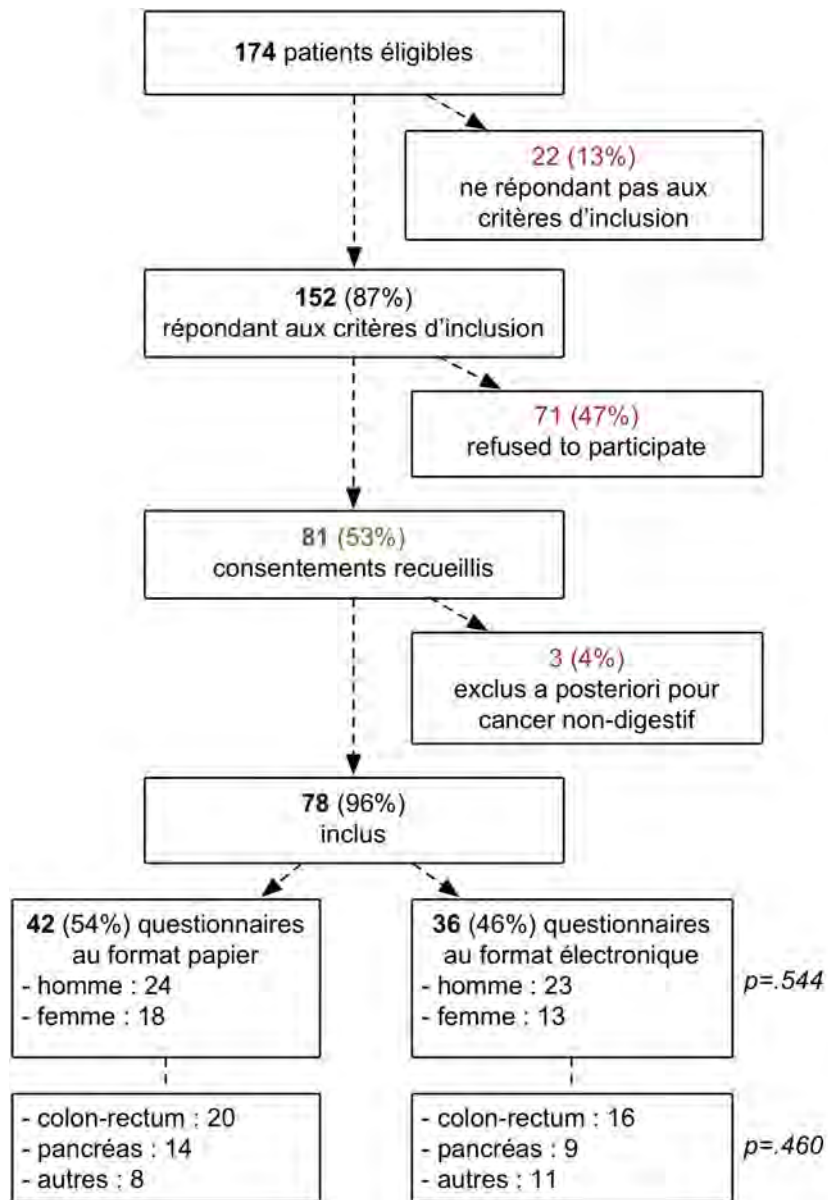 174 patients éligibles
22 (13%)
ne répondant pas aux
critères d'inclusion
152 (87%)
répondant aux critères d'inclusion
71 (47%)
refused to participate
81 (53%)
consentements recueillis
3 (4%)
exclus a posteriori pour
cancer non-digestif
78 (96%)
inclus
42 (54%) questionnaires
au format papier
- homme : 24
- femme : 18
36 (46%) questionnaires
au format électronique
- homme : 23
- femme : 13
p=.544
- colon-rectum : 20
- pancréas : 14
- autres : 8
- colon-rectum : 16
- pancréas : 9
- autres : 11
p=.460